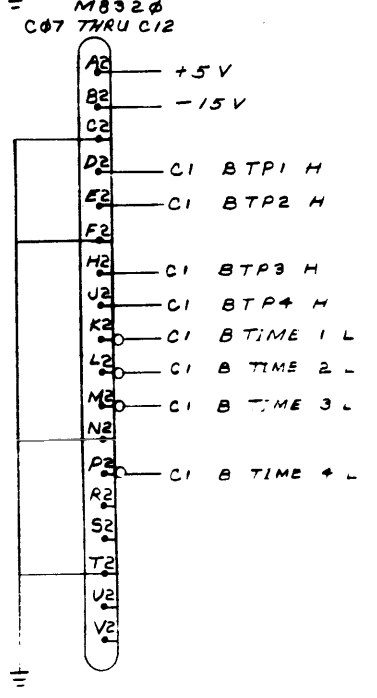 M832Ø
CØ7 THRU C12
A2 +5V
B2 -15V
C2
D2 C1 BTP1 H
E2 C1 BTP2 H
F2
H2 C1 BTP3 H
J2 C1 BTP4 H
K2 C1 B TIME 1 L
L2 C1 B TIME 2 L
M2 C1 B TIME 3 L
N2
P2 C1 B TIME 4 L
R2
S2
T2
U2
V2